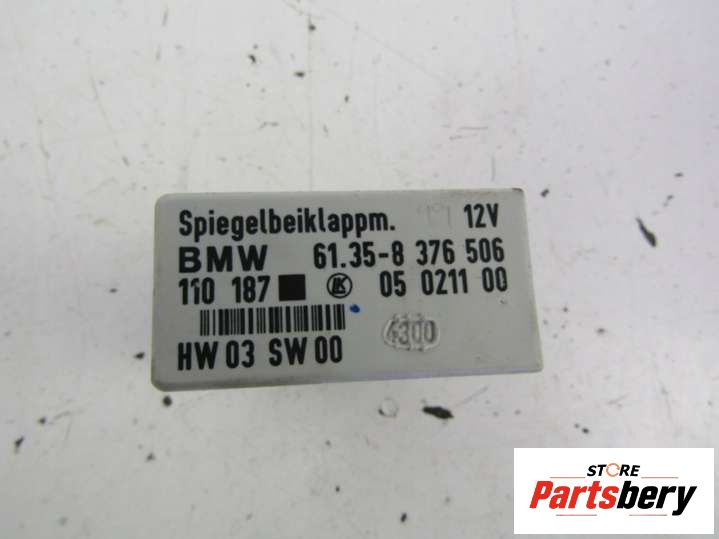 Spiegelbeiklappm. 12V
BMW 61.35-8 376 506
110 187 LK 05 0211 00
4300
HW 03 SW 00
STORE
Partsbery